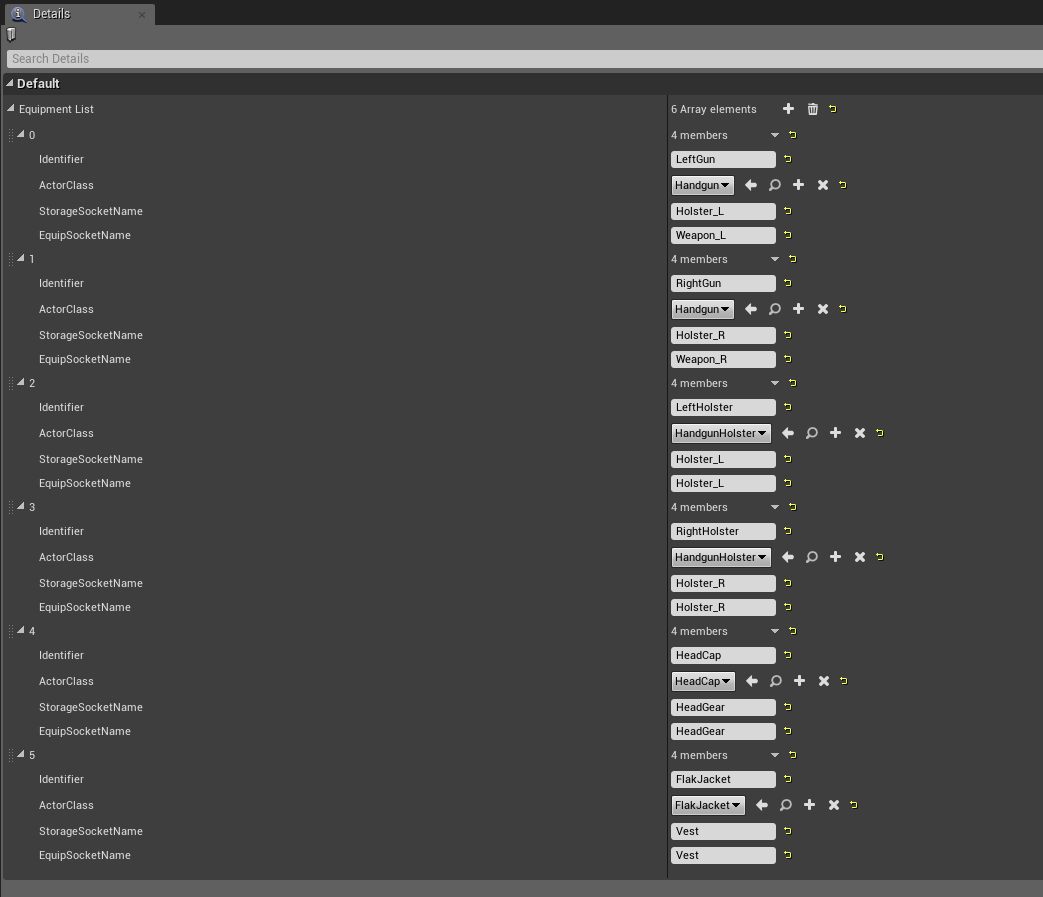 Details
Search Details
Default
Equipment List 6 Array elements
0 4 members
Identifier LeftGun
ActorClass Handgun
StorageSocketName Holster_L
EquipSocketName Weapon_L
1 4 members
Identifier RightGun
ActorClass Handgun
StorageSocketName Holster_R
EquipSocketName Weapon_R
2 4 members
Identifier LeftHolster
ActorClass HandgunHolster
StorageSocketName Holster_L
EquipSocketName Holster_L
3 4 members
Identifier RightHolster
ActorClass HandgunHolster
StorageSocketName Holster_R
EquipSocketName Holster_R
4 4 members
Identifier HeadCap
ActorClass HeadCap
StorageSocketName HeadGear
EquipSocketName HeadGear
5 4 members
Identifier FlakJacket
ActorClass FlakJacket
StorageSocketName Vest
EquipSocketName Vest